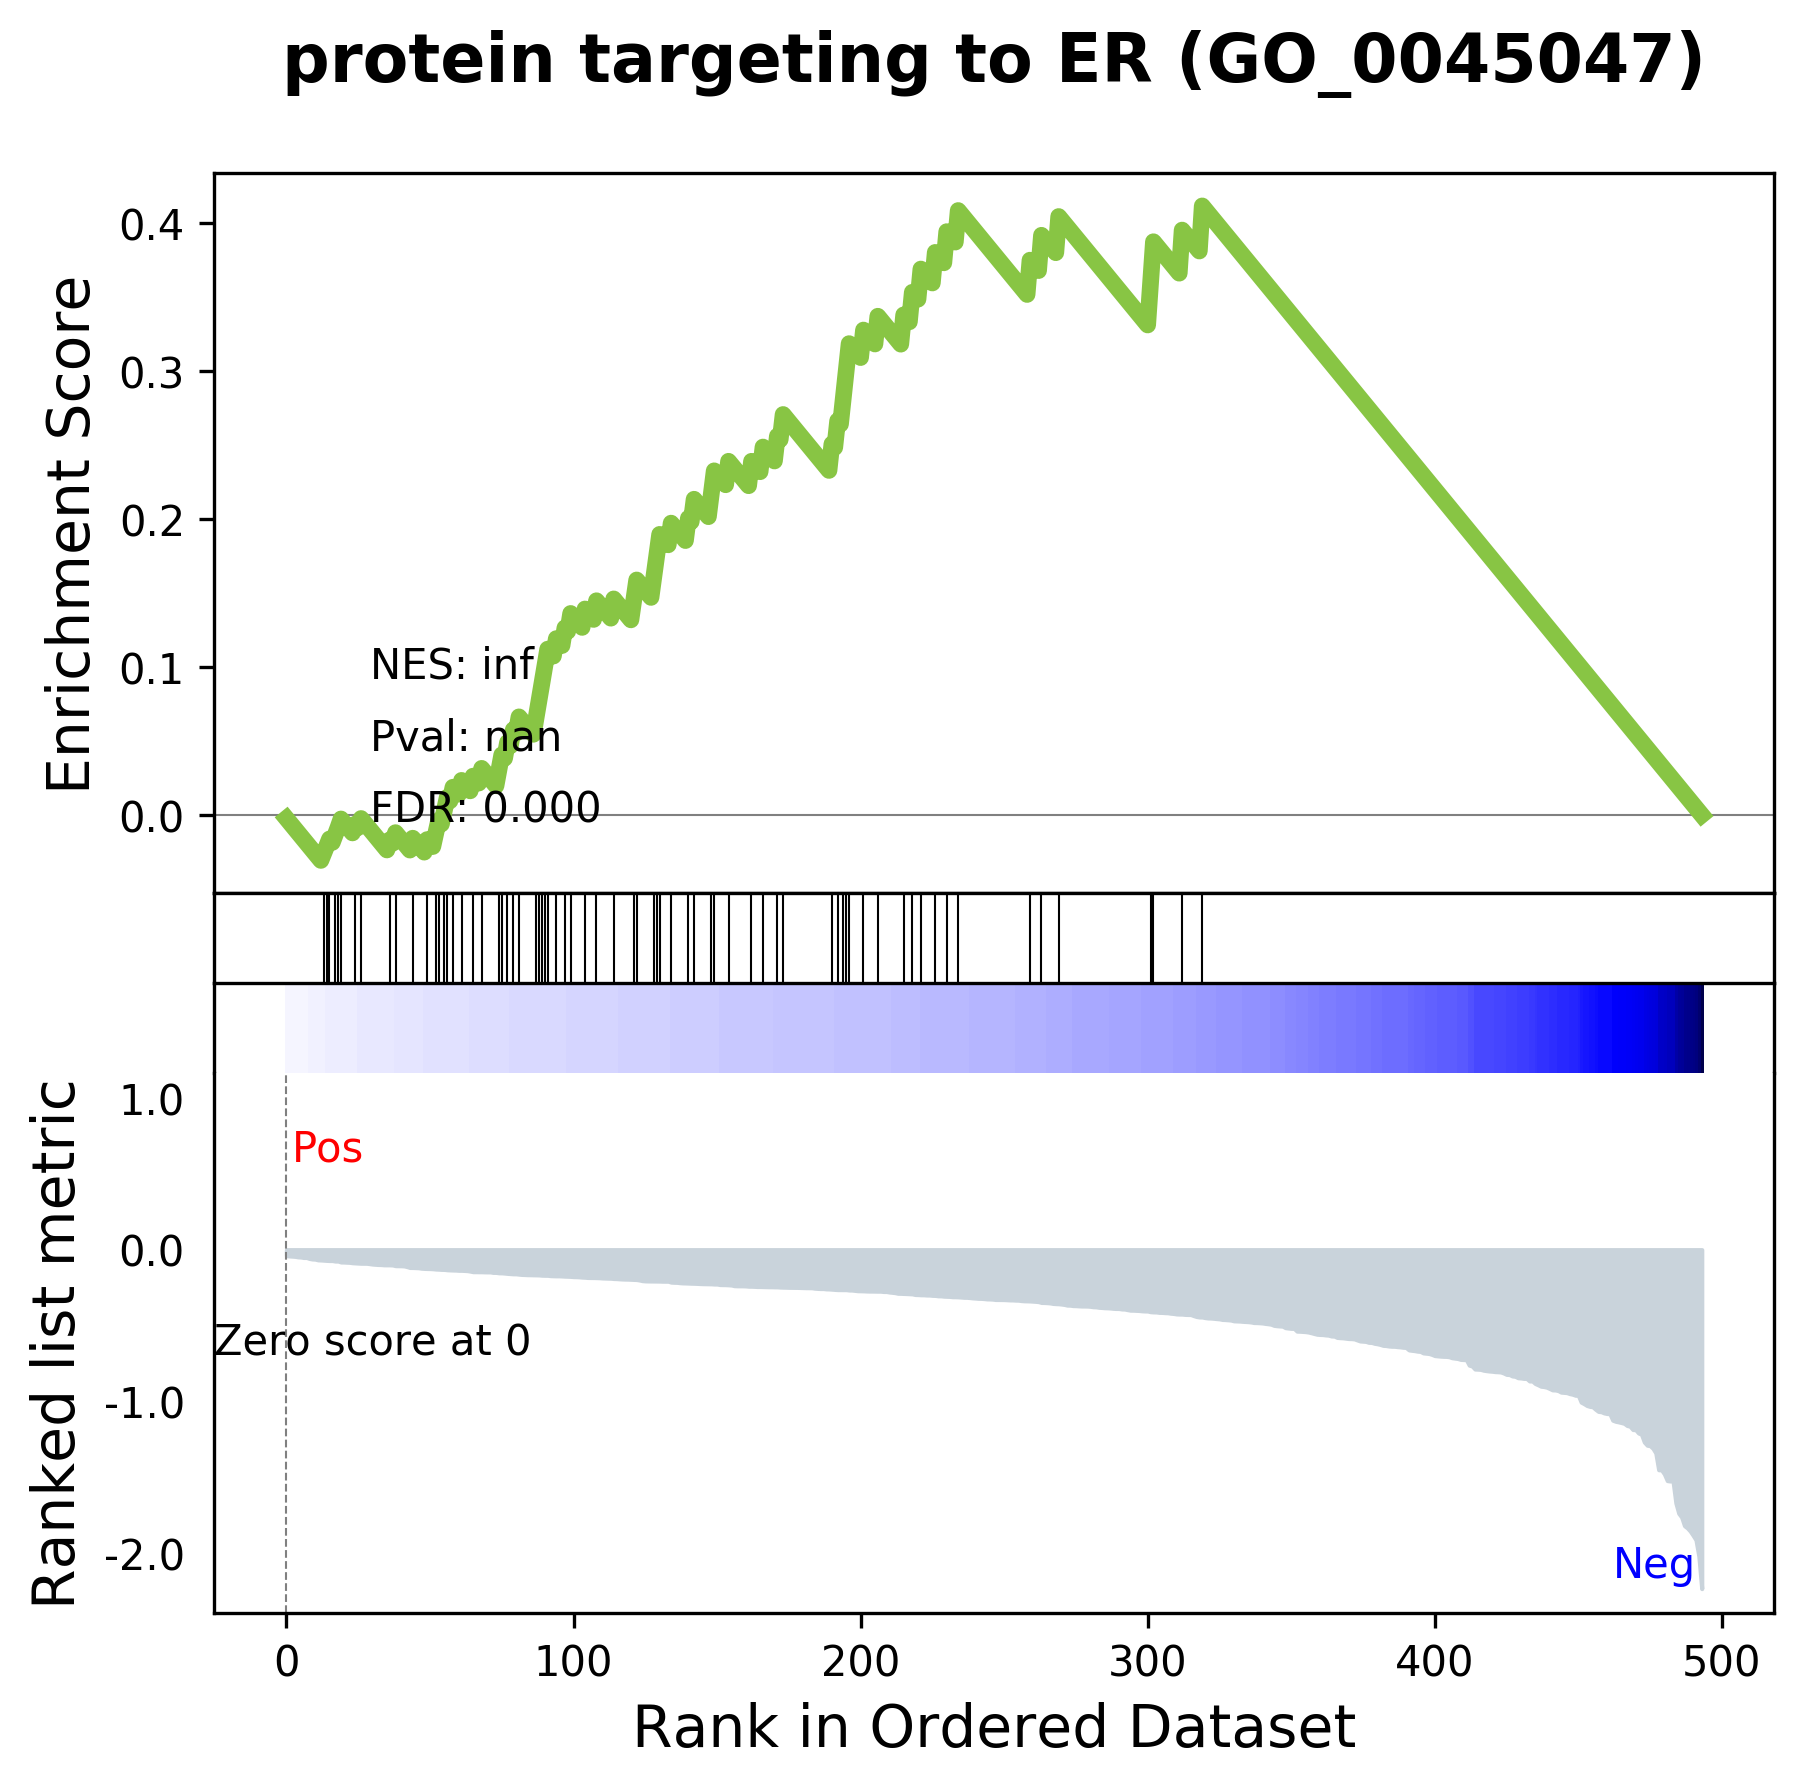 protein targeting to ER (GO_0045047)
Enrichment Score
0.4
0.3
0.2
0.1
0.0
NES: inf
Pval: nan
FDR: 0.000
Ranked list metric
1.0
0.0
-1.0
-2.0
Pos
Zero score at 0
Neg
0 100 200 300 400 500
Rank in Ordered Dataset